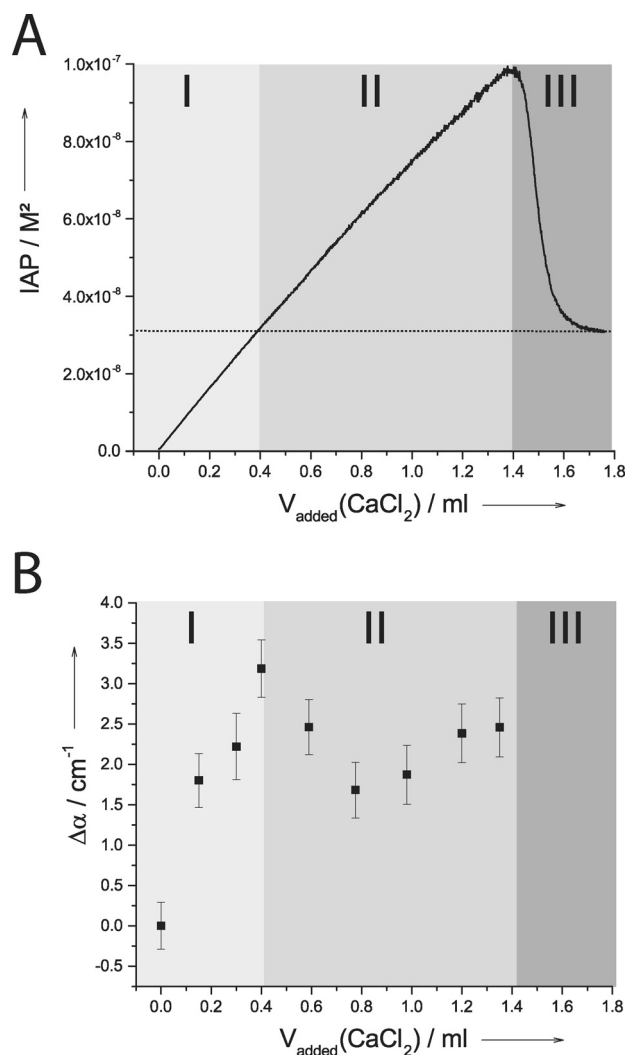 A
I II III
1.0x10⁻⁷
8.0x10⁻⁸
6.0x10⁻⁸
4.0x10⁻⁸
2.0x10⁻⁸
0.0
IAP / M²
0.0 0.2 0.4 0.6 0.8 1.0 1.2 1.4 1.6 1.8
V_added(CaCl₂) / ml
B
I II III
4.0
3.5
3.0
2.5
2.0
1.5
1.0
0.5
0.0
-0.5
Δα / cm⁻¹
0.0 0.2 0.4 0.6 0.8 1.0 1.2 1.4 1.6 1.8
V_added(CaCl₂) / ml